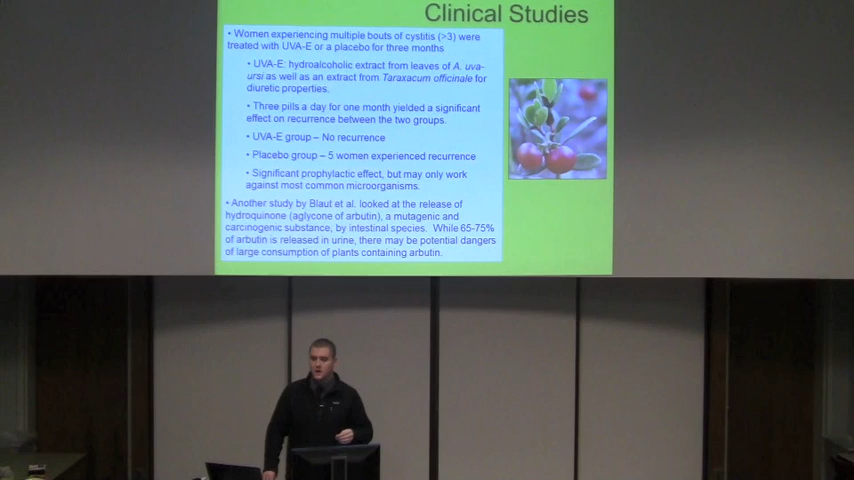 Clinical Studies
• Women experiencing multiple bouts of cystitis (>3) were
treated with UVA-E or a placebo for three months
• UVA-E: hydroalcoholic extract from leaves of A. uva-
ursi as well as an extract from Taraxacum officinale for
diuretic properties.
• Three pills a day for one month yielded a significant
effect on recurrence between the two groups.
• UVA-E group – No recurrence
• Placebo group – 5 women experienced recurrence
• Significant prophylactic effect, but may only work
against most common microorganisms.
• Another study by Blaut et al. looked at the release of
hydroquinone (aglycone of arbutin), a mutagenic and
carcinogenic substance, by intestinal species. While 65-75%
of arbutin is released in urine, there may be potential dangers
of large consumption of plants containing arbutin.